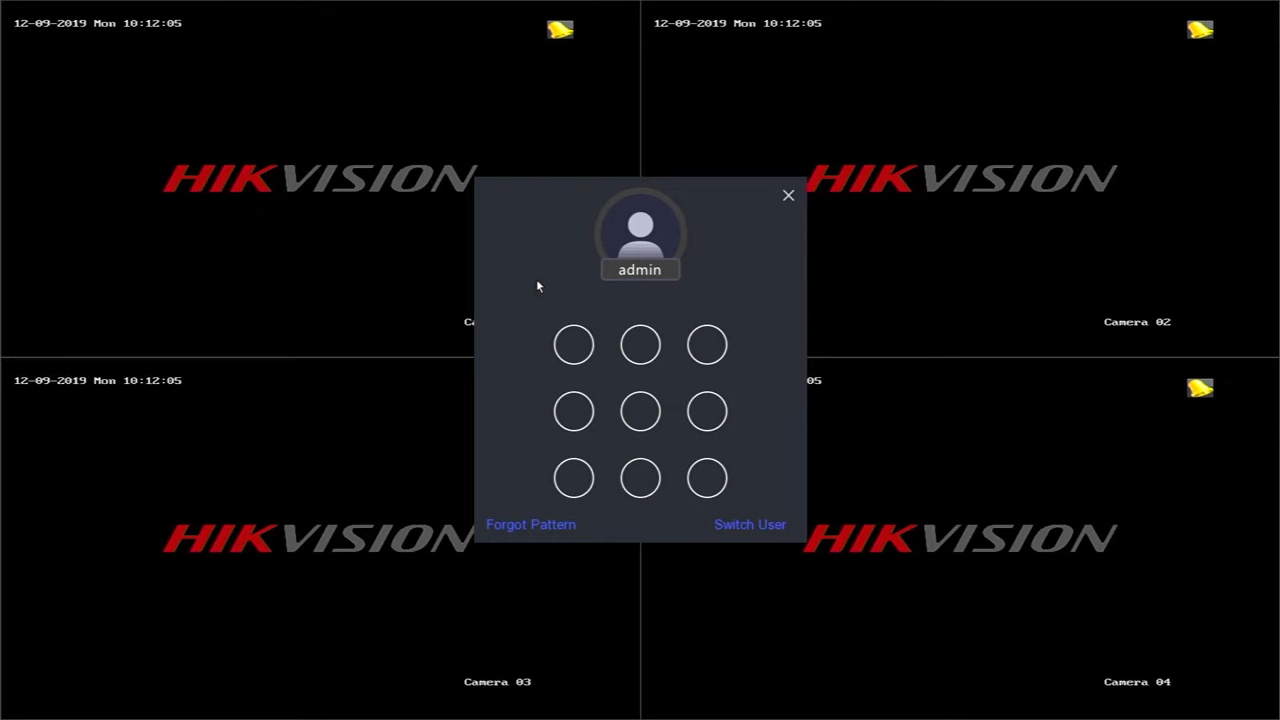 12-09-2019 Mon 10:12:05
12-09-2019 Mon 10:12:05
HIKVISION
HIKVISION
admin
Camera 02
12-09-2019 Mon 10:12:05
05
Forgot Pattern
Switch User
HIKVISION
HIKVISION
Camera 03
Camera 04